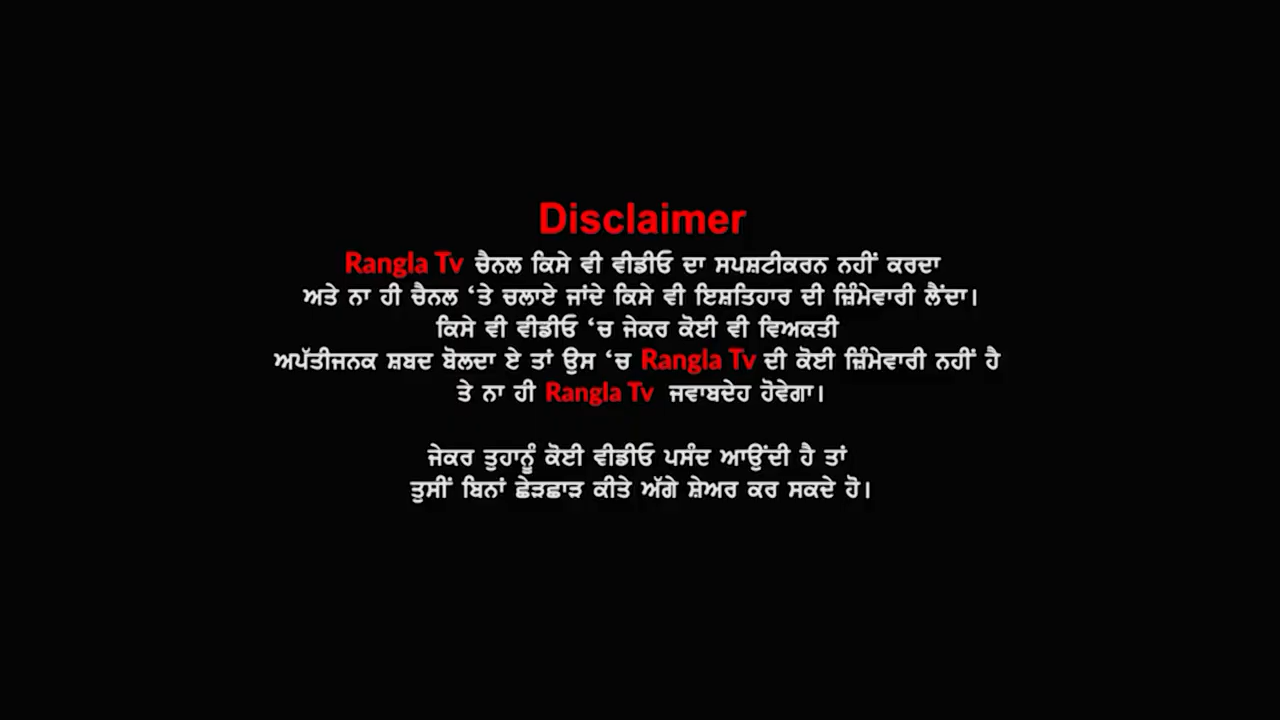 Disclaimer
Rangla Tv ਚੈਨਲ ਕਿਸੇ ਵੀ ਵੀਡੀਓ ਦਾ ਸਪਸ਼ਟੀਕਰਨ ਨਹੀਂ ਕਰਦਾ
ਅਤੇ ਨਾ ਹੀ ਚੈਨਲ ‘ਤੇ ਚਲਾਏ ਜਾਂਦੇ ਕਿਸੇ ਵੀ ਇਸ਼ਤਿਹਾਰ ਦੀ ਜ਼ਿੰਮੇਵਾਰੀ ਲੈਂਦਾ।
ਕਿਸੇ ਵੀ ਵੀਡੀਓ ‘ਚ ਜੇਕਰ ਕੋਈ ਵੀ ਵਿਅਕਤੀ
ਅਪੱਤੀਜਨਕ ਸ਼ਬਦ ਬੋਲਦਾ ਏ ਤਾਂ ਉਸ ‘ਚ Rangla Tv ਦੀ ਕੋਈ ਜ਼ਿੰਮੇਵਾਰੀ ਨਹੀਂ ਹੈ
ਤੇ ਨਾ ਹੀ Rangla Tv ਜਵਾਬਦੇਹ ਹੋਵੇਗਾ।
ਜੇਕਰ ਤੁਹਾਨੂੰ ਕੋਈ ਵੀਡੀਓ ਪਸੰਦ ਆਉਂਦੀ ਹੈ ਤਾਂ
ਤੁਸੀਂ ਬਿਨਾਂ ਛੇੜਛਾੜ ਕੀਤੇ ਅੱਗੇ ਸ਼ੇਅਰ ਕਰ ਸਕਦੇ ਹੋ।